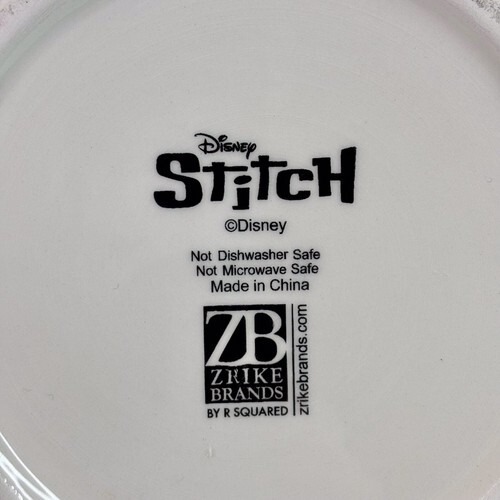 Disney
Stitch
©Disney
Not Dishwasher Safe
Not Microwave Safe
Made in China
ZB
ZRIKE
BRANDS
BY R SQUARED
zrikebrands.com